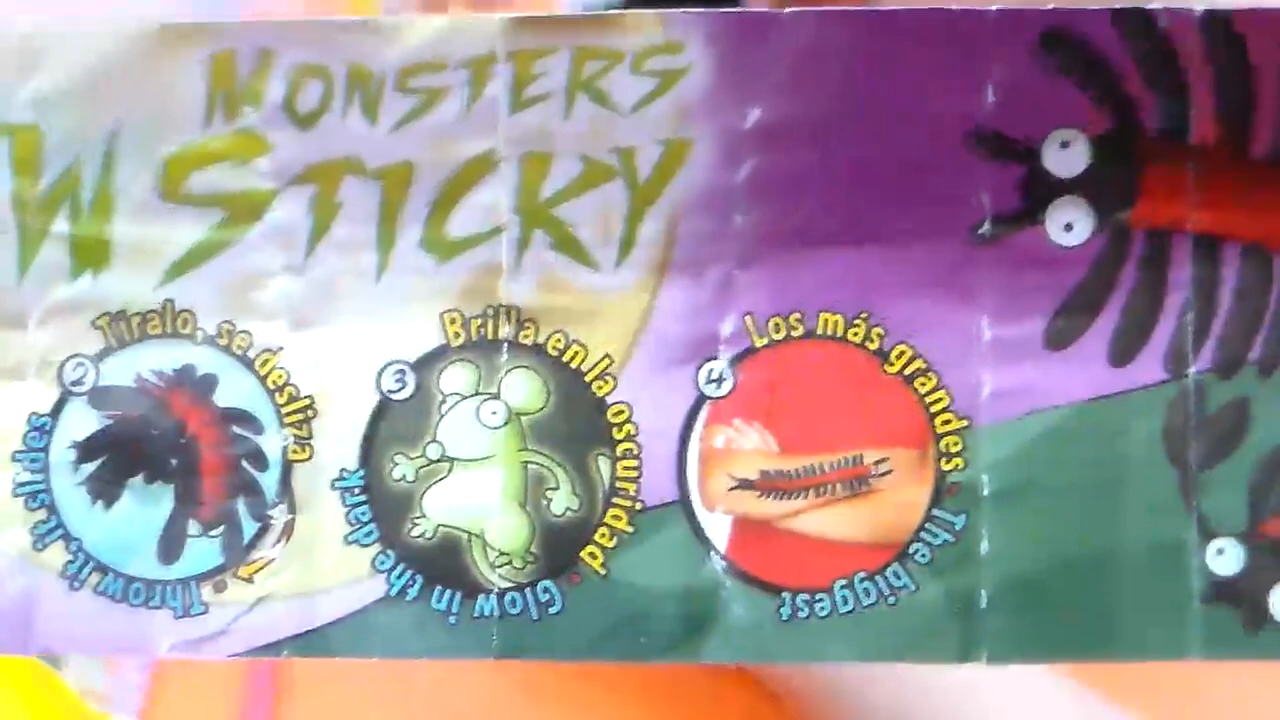 MONSTERS
W STICKY
2
Tíralo, se desliza
Throw it, it slides
3
Brilla en la oscuridad
Glow in the derk
4
Los más grandes
The biggest